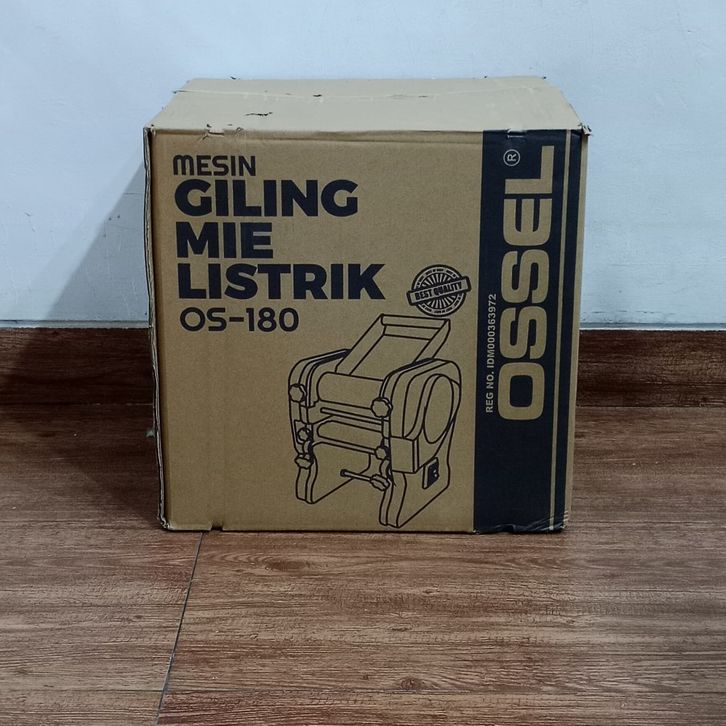 MESIN
GILING
MIE
LISTRIK
OS-180
BEST QUALITY
REG NO. IDM000363972
OSSEL®